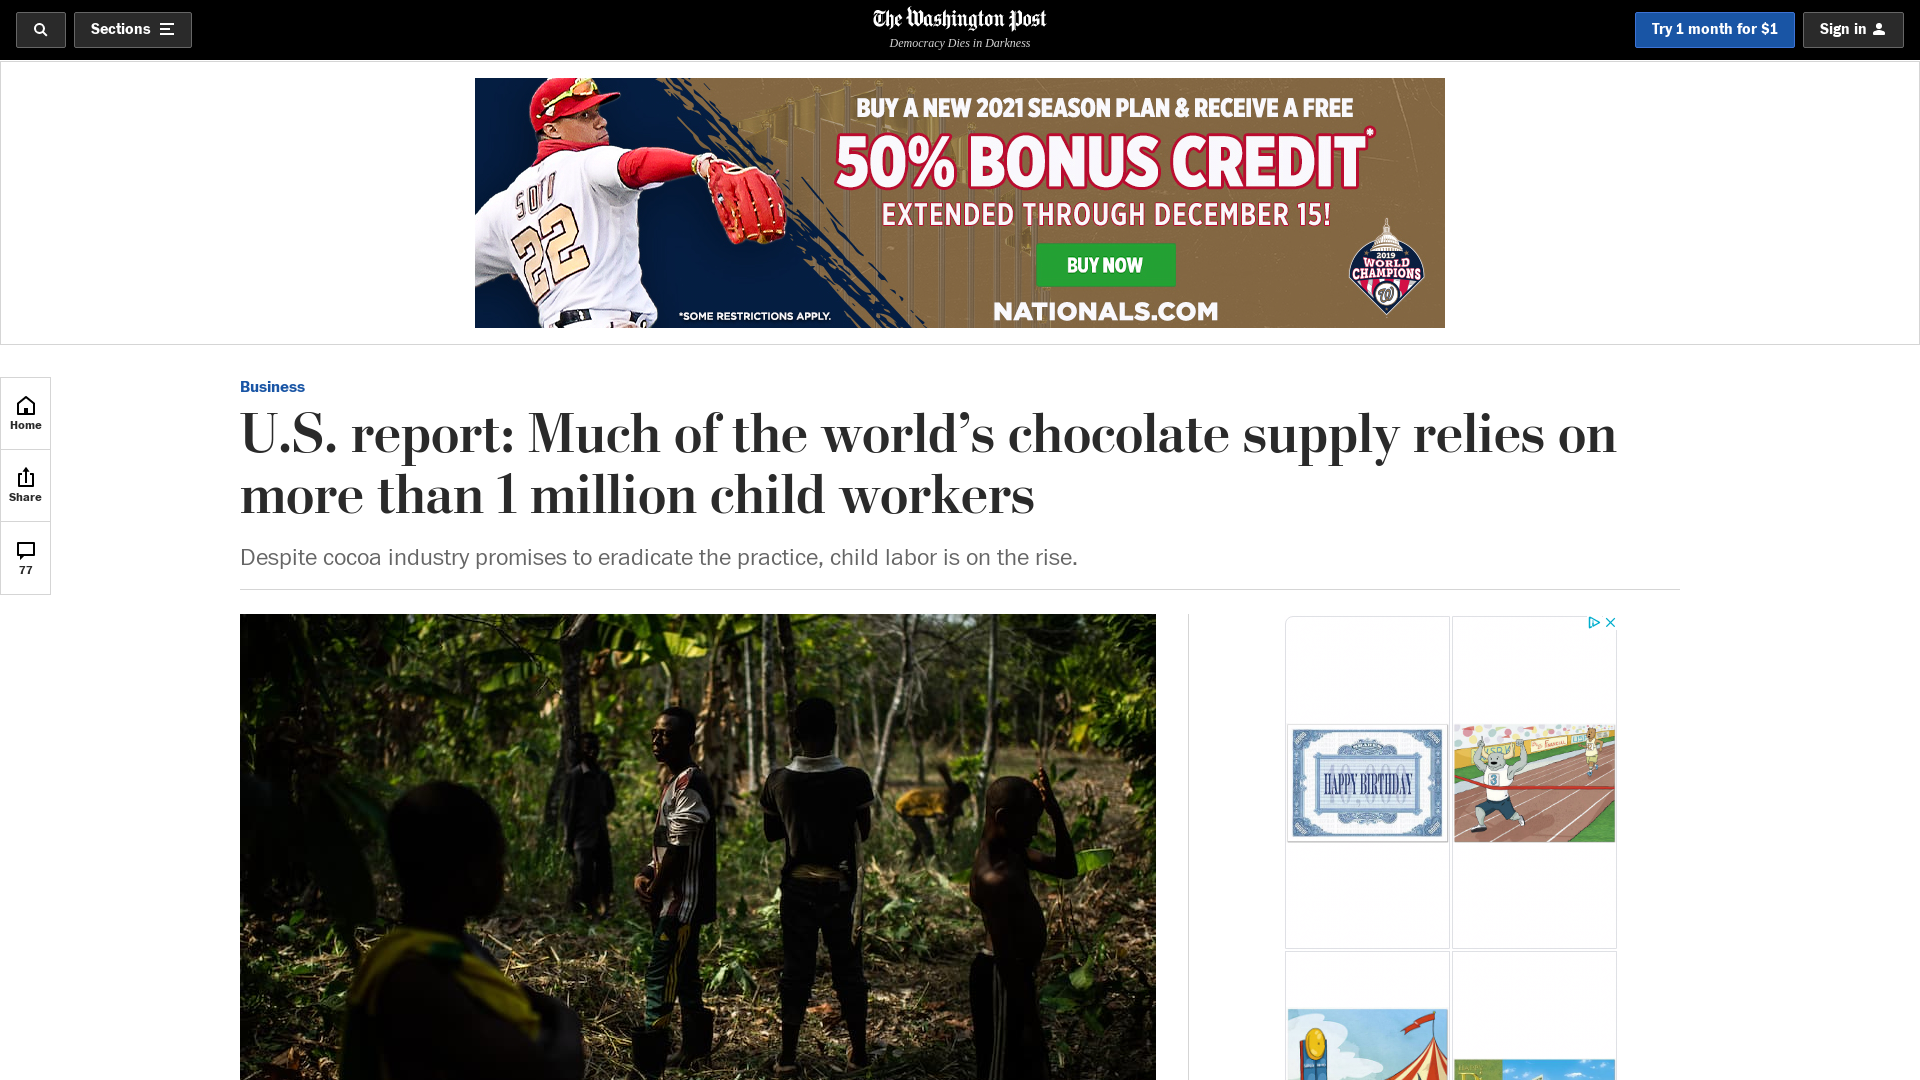 Sections
The Washington Post
Democracy Dies in Darkness
Try 1 month for $1
Sign in
BUY A NEW 2021 SEASON PLAN & RECEIVE A FREE
50% BONUS CREDIT*
EXTENDED THROUGH DECEMBER 15!
BUY NOW
NATIONALS.COM
*SOME RESTRICTIONS APPLY.
22
2019
WORLD
CHAMPIONS
W
Home
Share
77
Business
U.S. report: Much of the world’s chocolate supply relies on
more than 1 million child workers
Despite cocoa industry promises to eradicate the practice, child labor is on the rise.
HAPPY BIRTHDAY
3